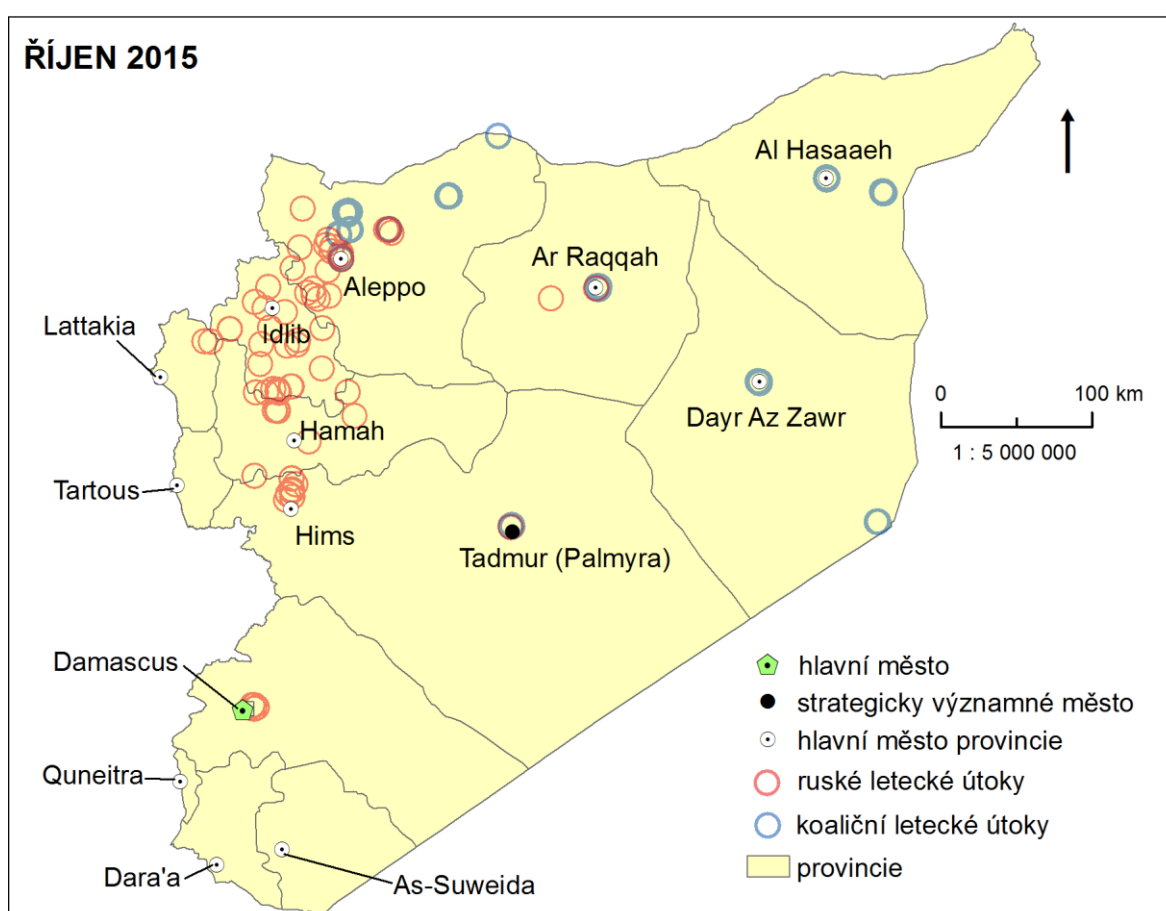 ŘÍJEN 2015
Al Hasaaeh
Ar Raqqah
Aleppo
Lattakia
Idlib
0 100 km
1 : 5 000 000
Dayr Az Zawr
Hamah
Tartous
Hims
Tadmur (Palmyra)
Damascus
Quneitra
Dara'a
As-Suweida
hlavní město
strategicky významné město
hlavní město provincie
ruské letecké útoky
koaliční letecké útoky
provincie